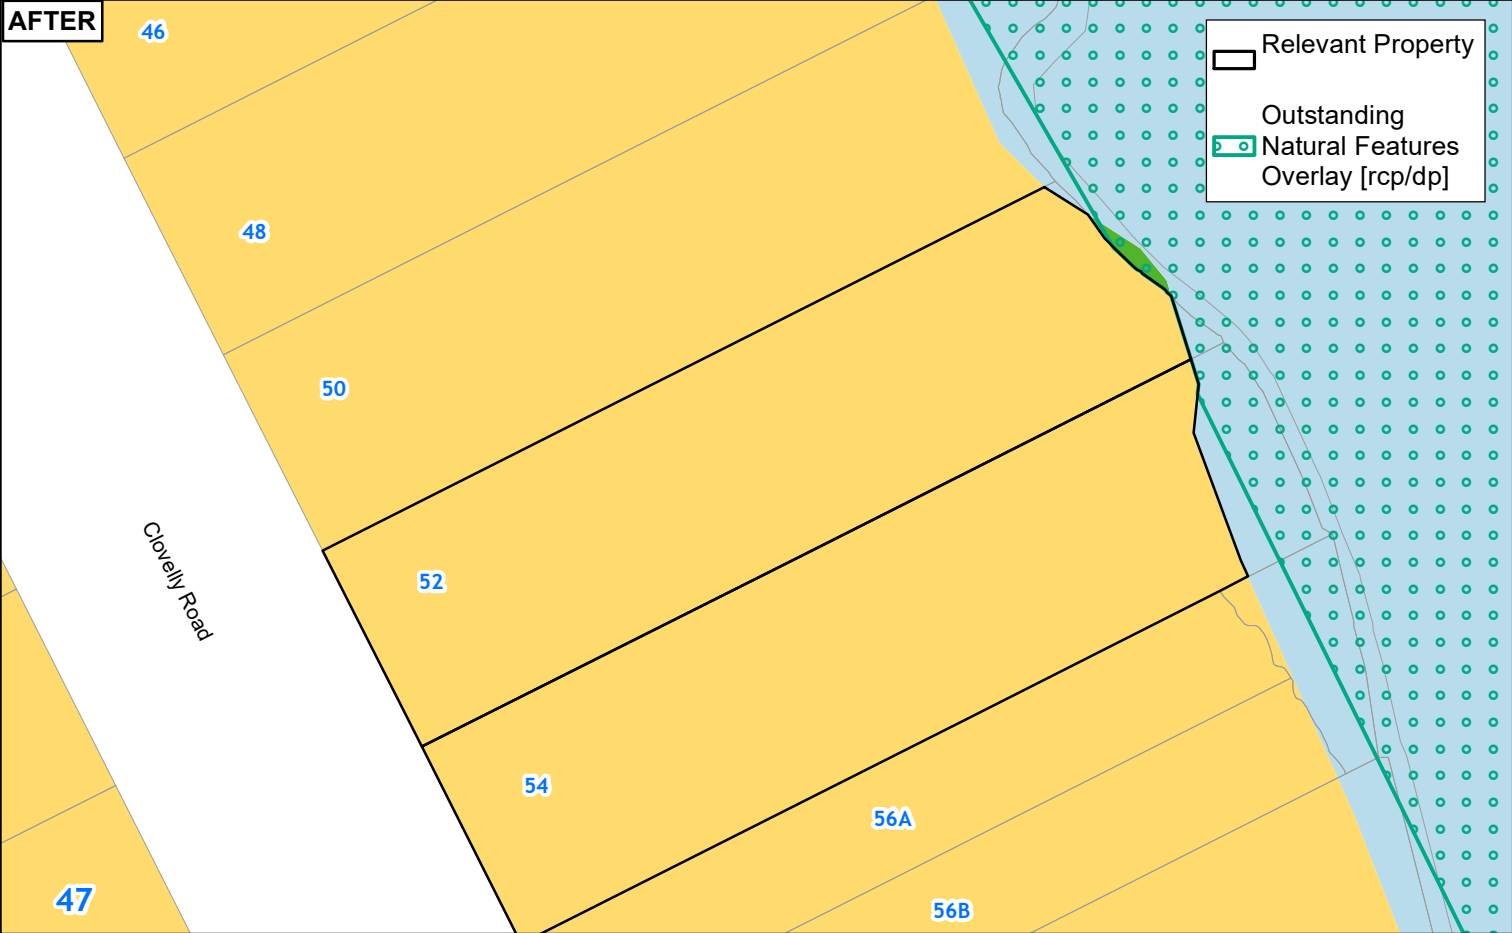 AFTER
46
Relevant Property
Outstanding
Natural Features
Overlay [rcp/dp]
48
50
Clovelly Road
52
54
56A
47
56B